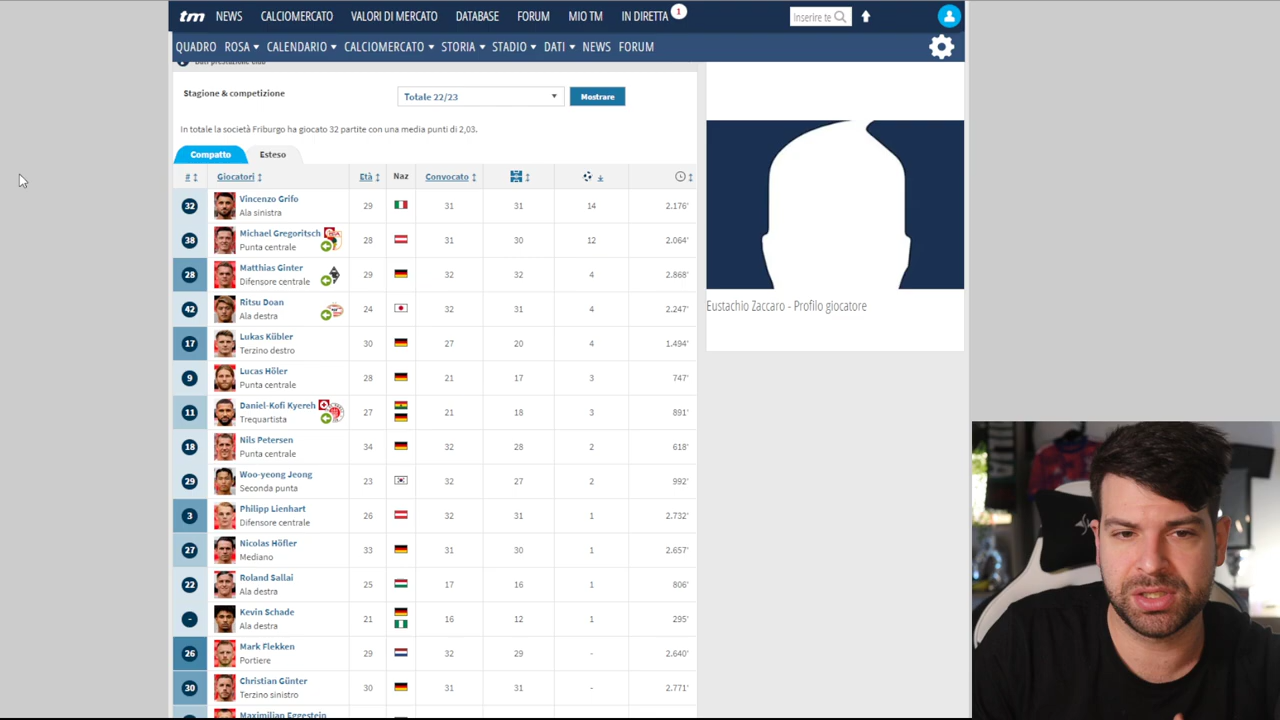 tm NEWS CALCIOMERCATO VALORI DI MERCATO DATABASE FORUM MIO TM IN DIRETTA 1 Inserire te
QUADRO ROSA CALENDARIO CALCIOMERCATO STORIA STADIO DATI NEWS FORUM
Dati prestazione club
Stagione & competizione Totale 22/23 Mostrare
In totale la società Friburgo ha giocato 32 partite con una media punti di 2,03.
Compatto Esteso
# Giocatori Età Naz Convocato
32 Vincenzo Grifo 29 31 31 14 2.176'
Ala sinistra
38 Michael Gregoritsch 28 31 30 12 2.064'
Punta centrale
28 Matthias Ginter 29 32 32 4 2.868'
Difensore centrale
42 Ritsu Doan 24 32 31 4 2.247'
Ala destra
17 Lukas Kübler 30 27 20 4 1.494'
Terzino destro
9 Lucas Höler 28 21 17 3 747'
Punta centrale
11 Daniel-Kofi Kyereh 27 21 18 3 891'
Trequartista
18 Nils Petersen 34 32 28 2 618'
Punta centrale
29 Woo-yeong Jeong 23 32 27 2 992'
Seconda punta
3 Philipp Lienhart 26 32 31 1 2.732'
Difensore centrale
27 Nicolas Höfler 33 31 30 1 2.657'
Mediano
22 Roland Sallai 25 17 16 1 806'
Ala destra
- Kevin Schade 21 16 12 1 295'
Ala destra
26 Mark Flekken 29 32 29 - 2.640'
Portiere
30 Christian Günter 30 31 31 - 2.771'
Terzino sinistro
Maximilian Eggestein
Eustachio Zaccaro - Profilo giocatore